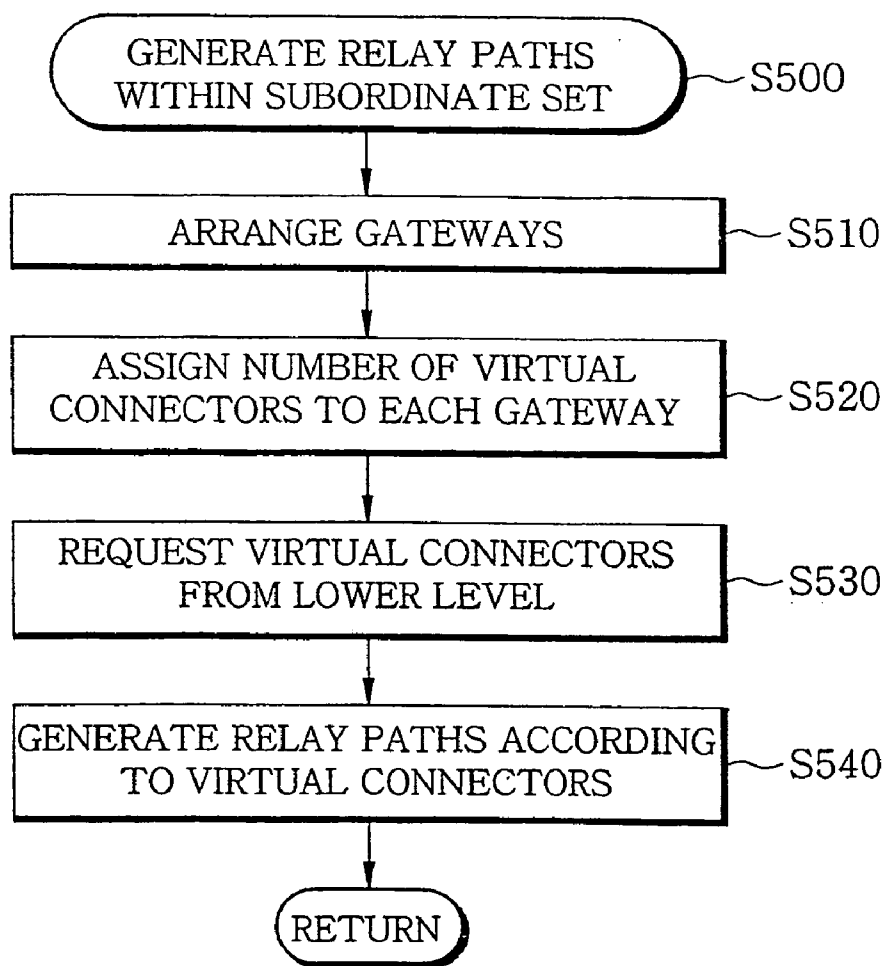 GENERATE RELAY PATHS
WITHIN SUBORDINATE SET
S500
ARRANGE GATEWAYS
S510
ASSIGN NUMBER OF VIRTUAL
CONNECTORS TO EACH GATEWAY
S520
REQUEST VIRTUAL CONNECTORS
FROM LOWER LEVEL
S530
GENERATE RELAY PATHS ACCORDING
TO VIRTUAL CONNECTORS
S540
RETURN